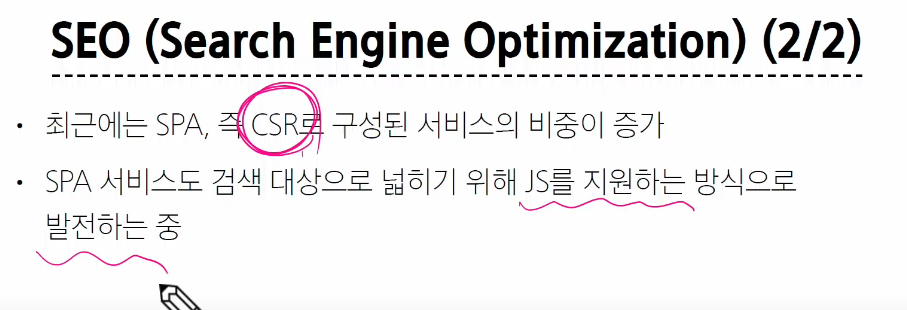 SEO (Search Engine Optimization) (2/2)
• 최근에는 SPA, 즉 CSR로 구성된 서비스의 비중이 증가
• SPA 서비스도 검색 대상으로 넓히기 위해 JS를 지원하는 방식으로
발전하는 중